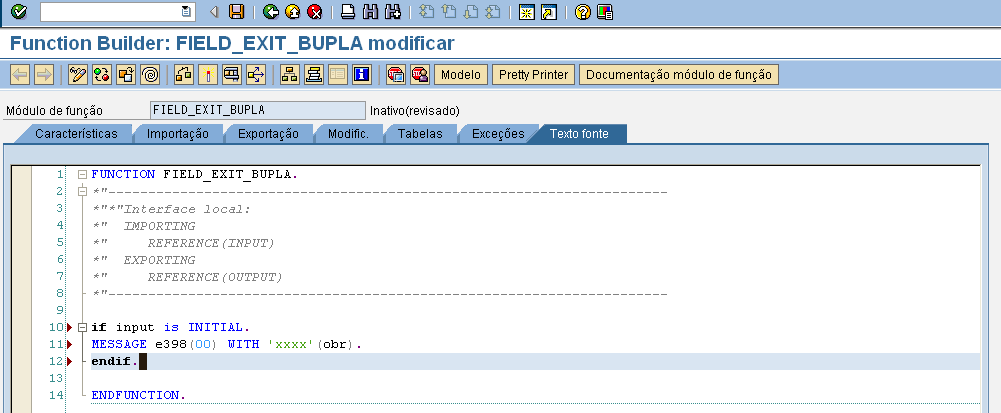 Function Builder: FIELD_EXIT_BUPLA modificar
Modelo Pretty Printer Documentação módulo de função
Módulo de função FIELD_EXIT_BUPLA Inativo(revisado)
Características Importação Exportação Modific. Tabelas Exceções Texto fonte
1 FUNCTION FIELD_EXIT_BUPLA.
2 *"----------------------------------------------------------------------
3 *"*"Interface local:
4 *"  IMPORTING
5 *"     REFERENCE(INPUT)
6 *"  EXPORTING
7 *"     REFERENCE(OUTPUT)
8 *"----------------------------------------------------------------------
9
10 if input is INITIAL.
11 MESSAGE e398(00) WITH 'xxxx'(obr).
12 endif.
13
14 ENDFUNCTION.